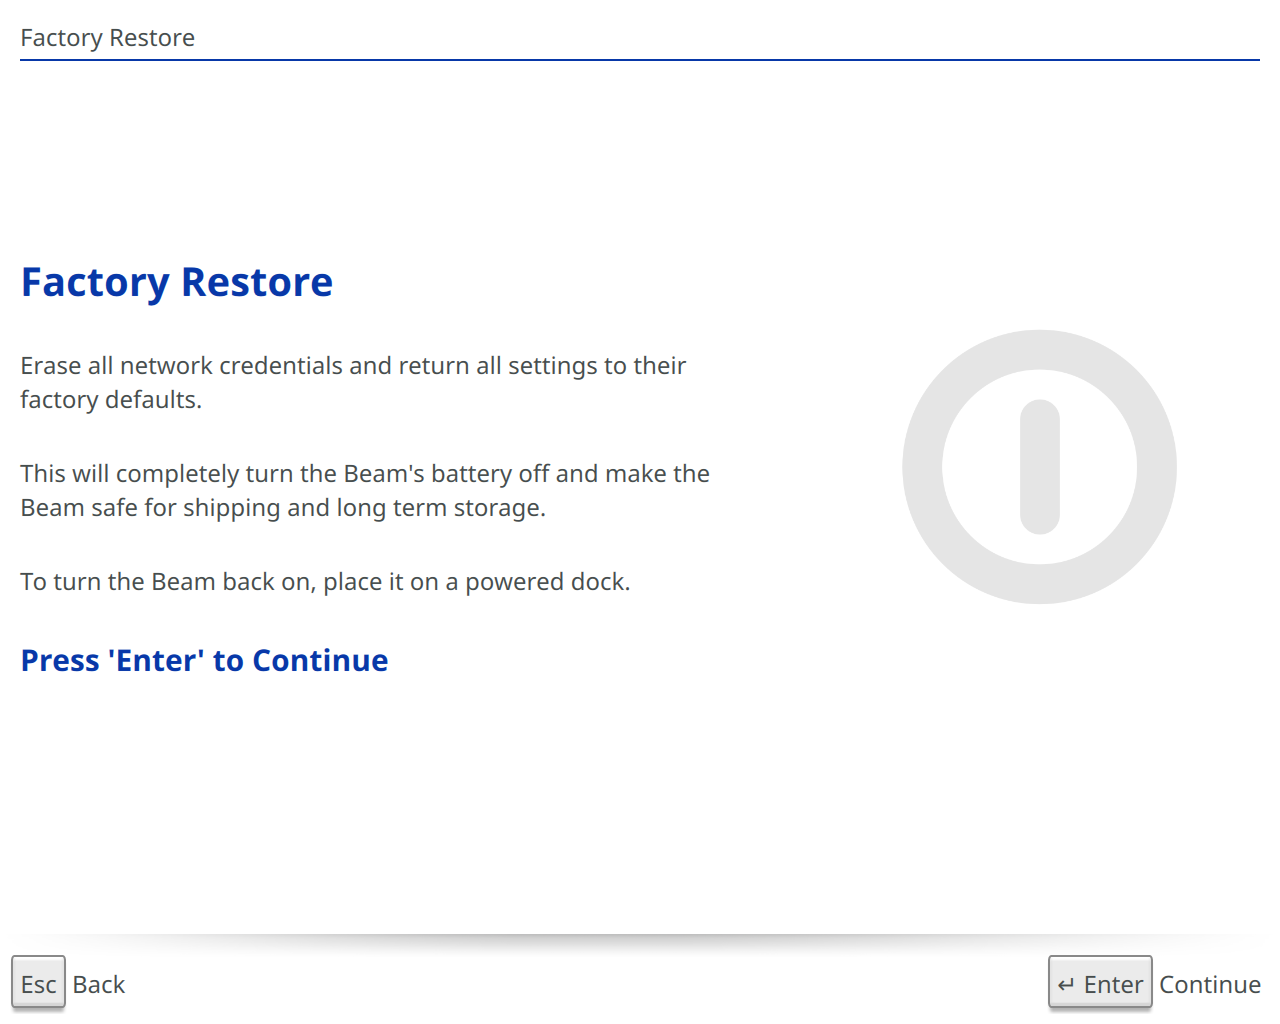 Factory Restore
Factory Restore
Erase all network credentials and return all settings to their
factory defaults.
This will completely turn the Beam's battery off and make the
Beam safe for shipping and long term storage.
To turn the Beam back on, place it on a powered dock.
Press 'Enter' to Continue
Esc Back
↵ Enter Continue